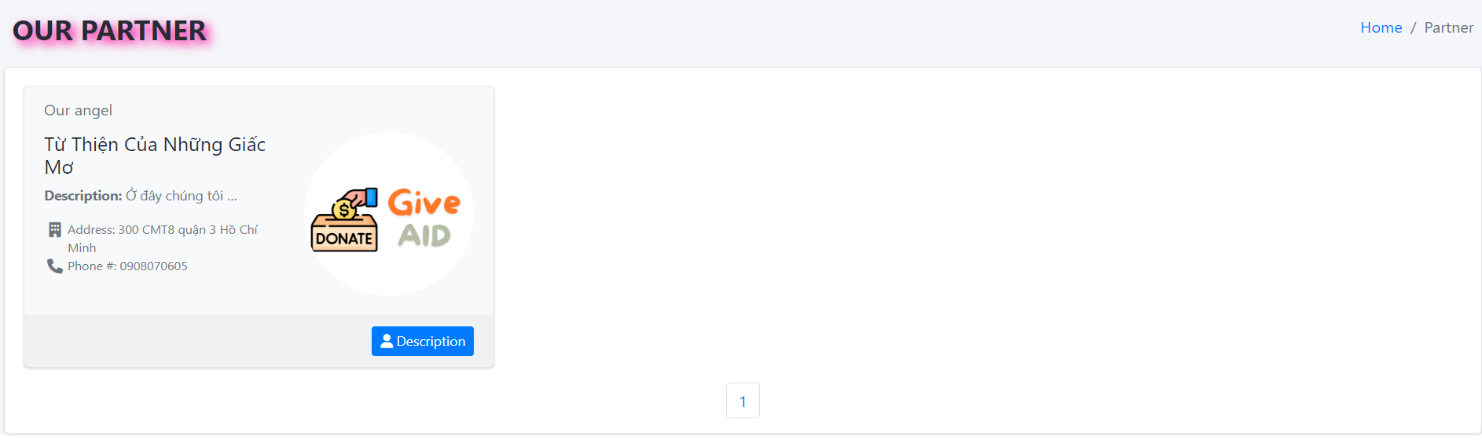 OUR PARTNER
Home / Partner
Our angel
Từ Thiện Của Những Giấc
Mơ
Description: Ở đây chúng tôi ...
Address: 300 CMT8 quận 3 Hồ Chí
Minh
Phone #: 0908070605
Give
AID
DONATE
Description
1